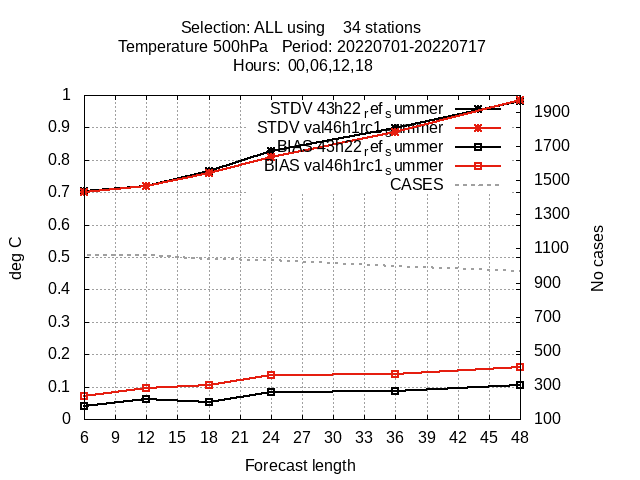 Selection: ALL using 34 stations
Temperature 500hPa Period: 20220701-20220717
Hours: 00,06,12,18
STDV 43h22_ref_summer
STDV val46h1rc1_summer
BIAS 43h22_ref_summer
BIAS val46h1rc1_summer
CASES
1
0.9
0.8
0.7
0.6
0.5
0.4
0.3
0.2
0.1
0
deg C
1900
1700
1500
1300
1100
900
700
500
300
100
No cases
6 9 12 15 18 21 24 27 30 33 36 39 42 45 48
Forecast length